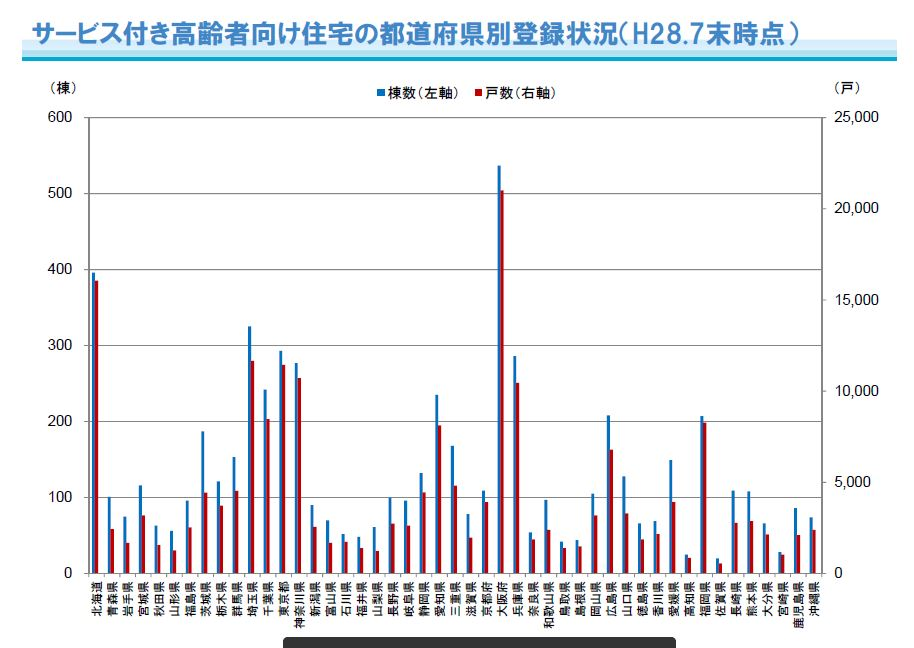 サービス付き高齢者向け住宅の都道府県別登録状況(H28.7末時点)
(棟)
棟数(左軸)
戸数(右軸)
(戸)
600
500
400
300
200
100
0
25,000
20,000
15,000
10,000
5,000
0
北海道
青森県
岩手県
宮城県
秋田県
山形県
福島県
茨城県
栃木県
群馬県
埼玉県
千葉県
東京都
神奈川県
新潟県
富山県
石川県
福井県
山梨県
長野県
岐阜県
静岡県
愛知県
三重県
滋賀県
京都府
大阪府
兵庫県
奈良県
和歌山県
鳥取県
島根県
岡山県
広島県
山口県
徳島県
香川県
愛媛県
高知県
福岡県
佐賀県
長崎県
熊本県
大分県
宮崎県
鹿児島県
沖縄県